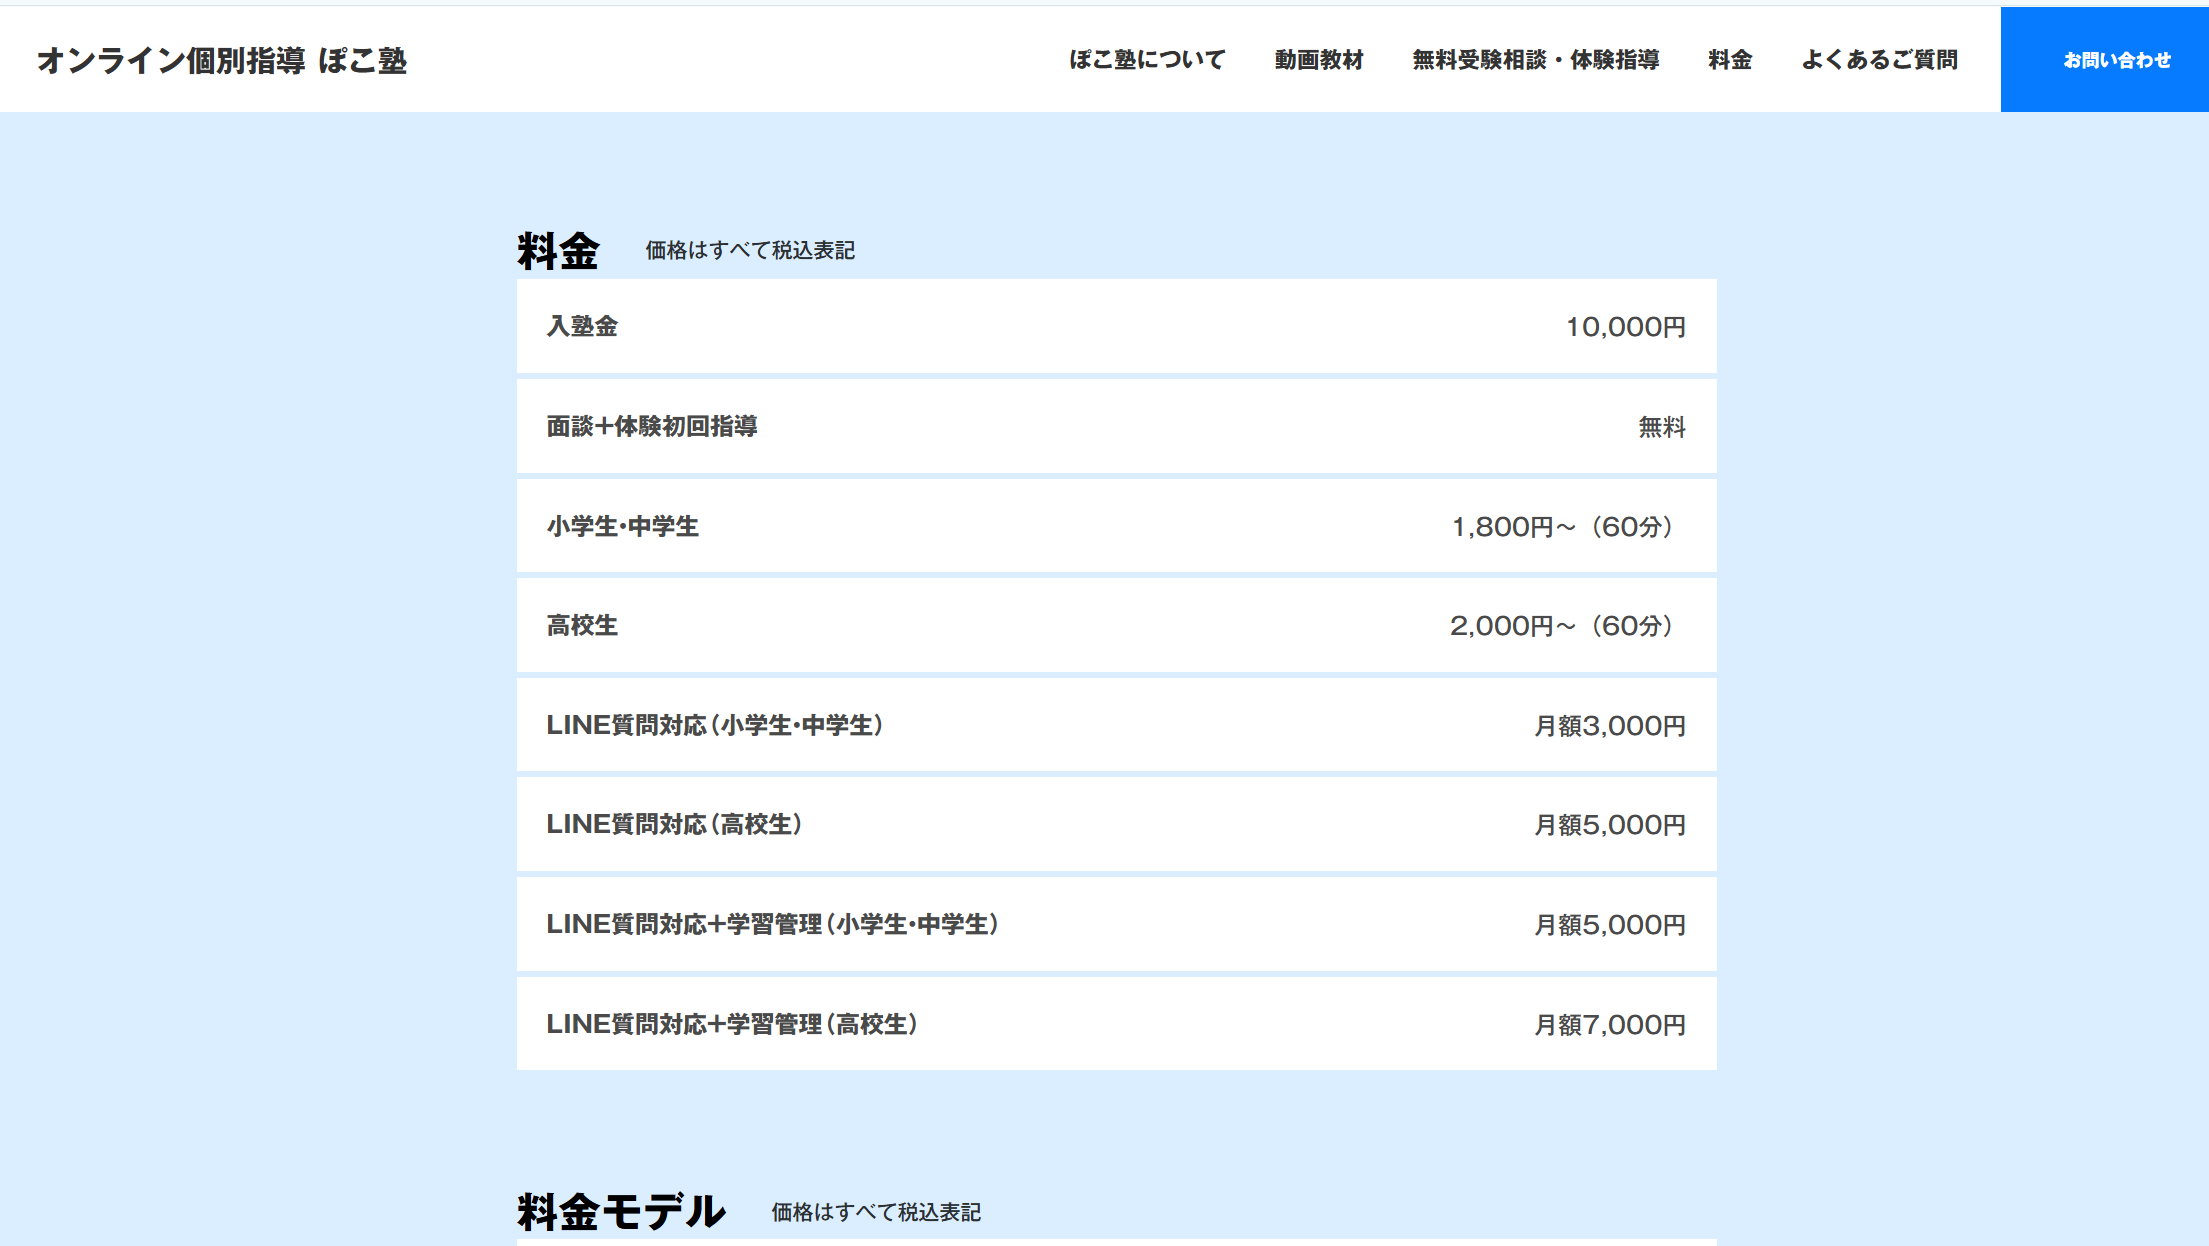 オンライン個別指導 ぽこ塾
ぽこ塾について 動画教材 無料受験相談・体験指導 料金 よくあるご質問 お問い合わせ
料金 価格はすべて税込表記
入塾金 10,000円
面談+体験初回指導 無料
小学生・中学生 1,800円～（60分）
高校生 2,000円～（60分）
LINE質問対応（小学生・中学生） 月額3,000円
LINE質問対応（高校生） 月額5,000円
LINE質問対応+学習管理（小学生・中学生） 月額5,000円
LINE質問対応+学習管理（高校生） 月額7,000円
料金モデル 価格はすべて税込表記